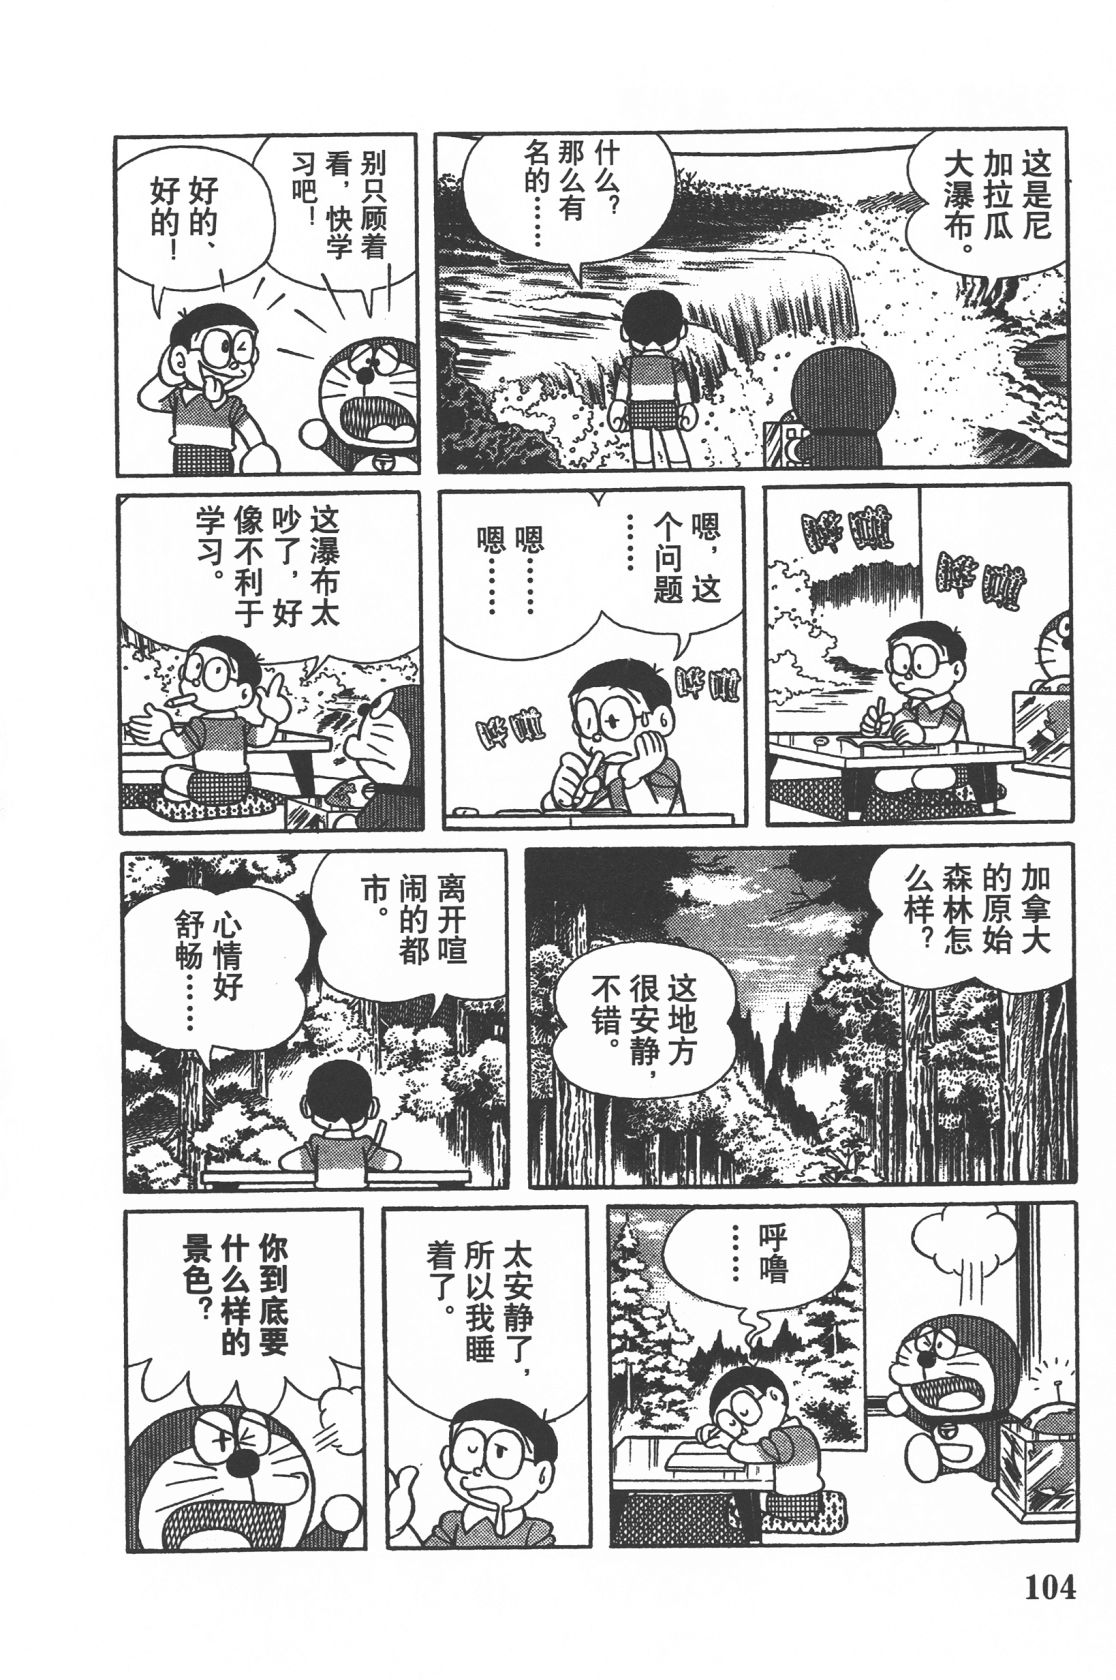 这是尼
加拉瓜
大瀑布。
什么？
那么有
名的……
别只顾着
看，快学
习吧！
好的、
好的！
哗啦
哗啦
嗯，这
个问题
……
嗯……
嗯……
哗啦
哗啦
这瀑布太
吵了，好
像不利于
学习。
加拿大
的原始
森林怎
么样？
这地方
很安静，
不错。
离开喧
闹的都
市。
心情好
舒畅……
呼噜
……
太安静了，
所以我睡
着了。
你到底要
什么样的
景色？
104